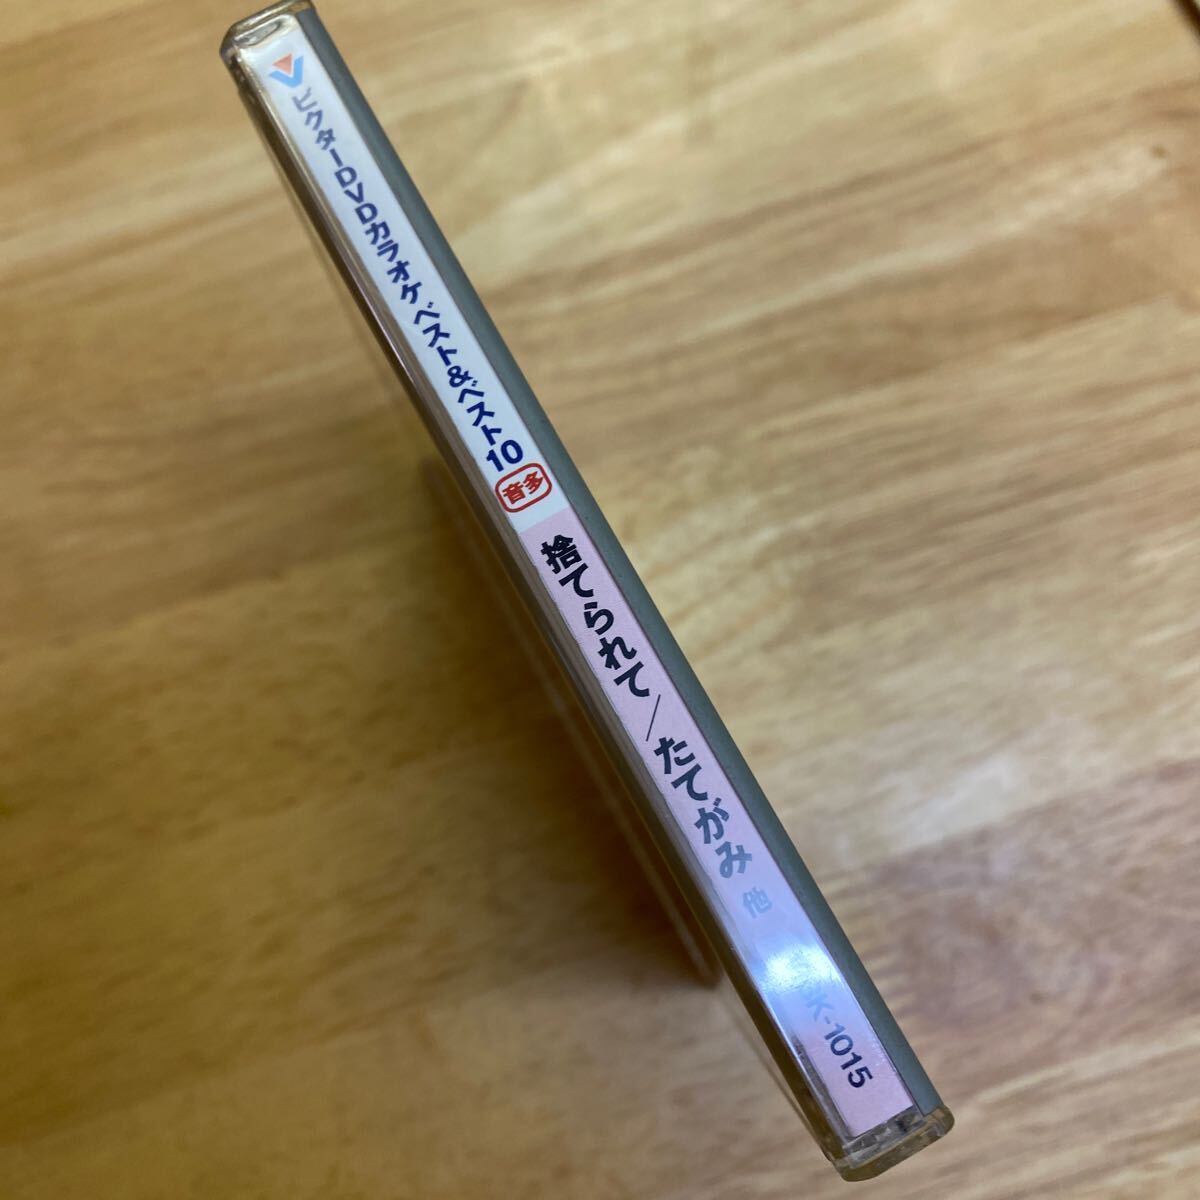 V
ビクターDVDカラオケ ベスト&ベスト10
音多
捨てられて/たてがみ 他
K-1015